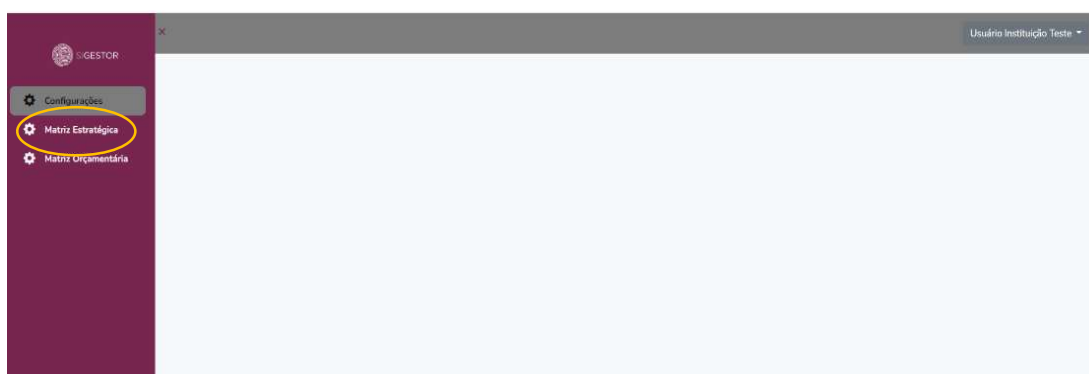 SIGESTOR
×
Usuário Instituição Teste
Configurações
Matriz Estratégica
Matriz Orçamentária